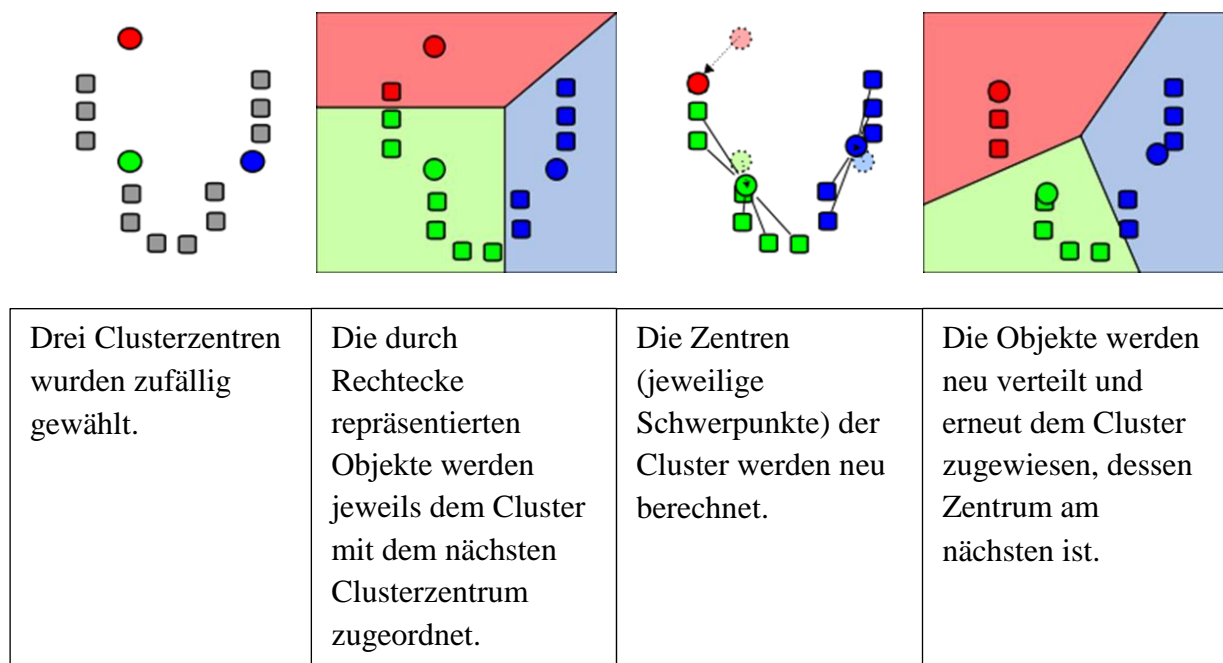 Drei Clusterzentren
wurden zufällig
gewählt.
Die durch
Rechtecke
repräsentierten
Objekte werden
jeweils dem Cluster
mit dem nächsten
Clusterzentrum
zugeordnet.
Die Zentren
(jeweilige
Schwerpunkte) der
Cluster werden neu
berechnet.
Die Objekte werden
neu verteilt und
erneut dem Cluster
zugewiesen, dessen
Zentrum am
nächsten ist.